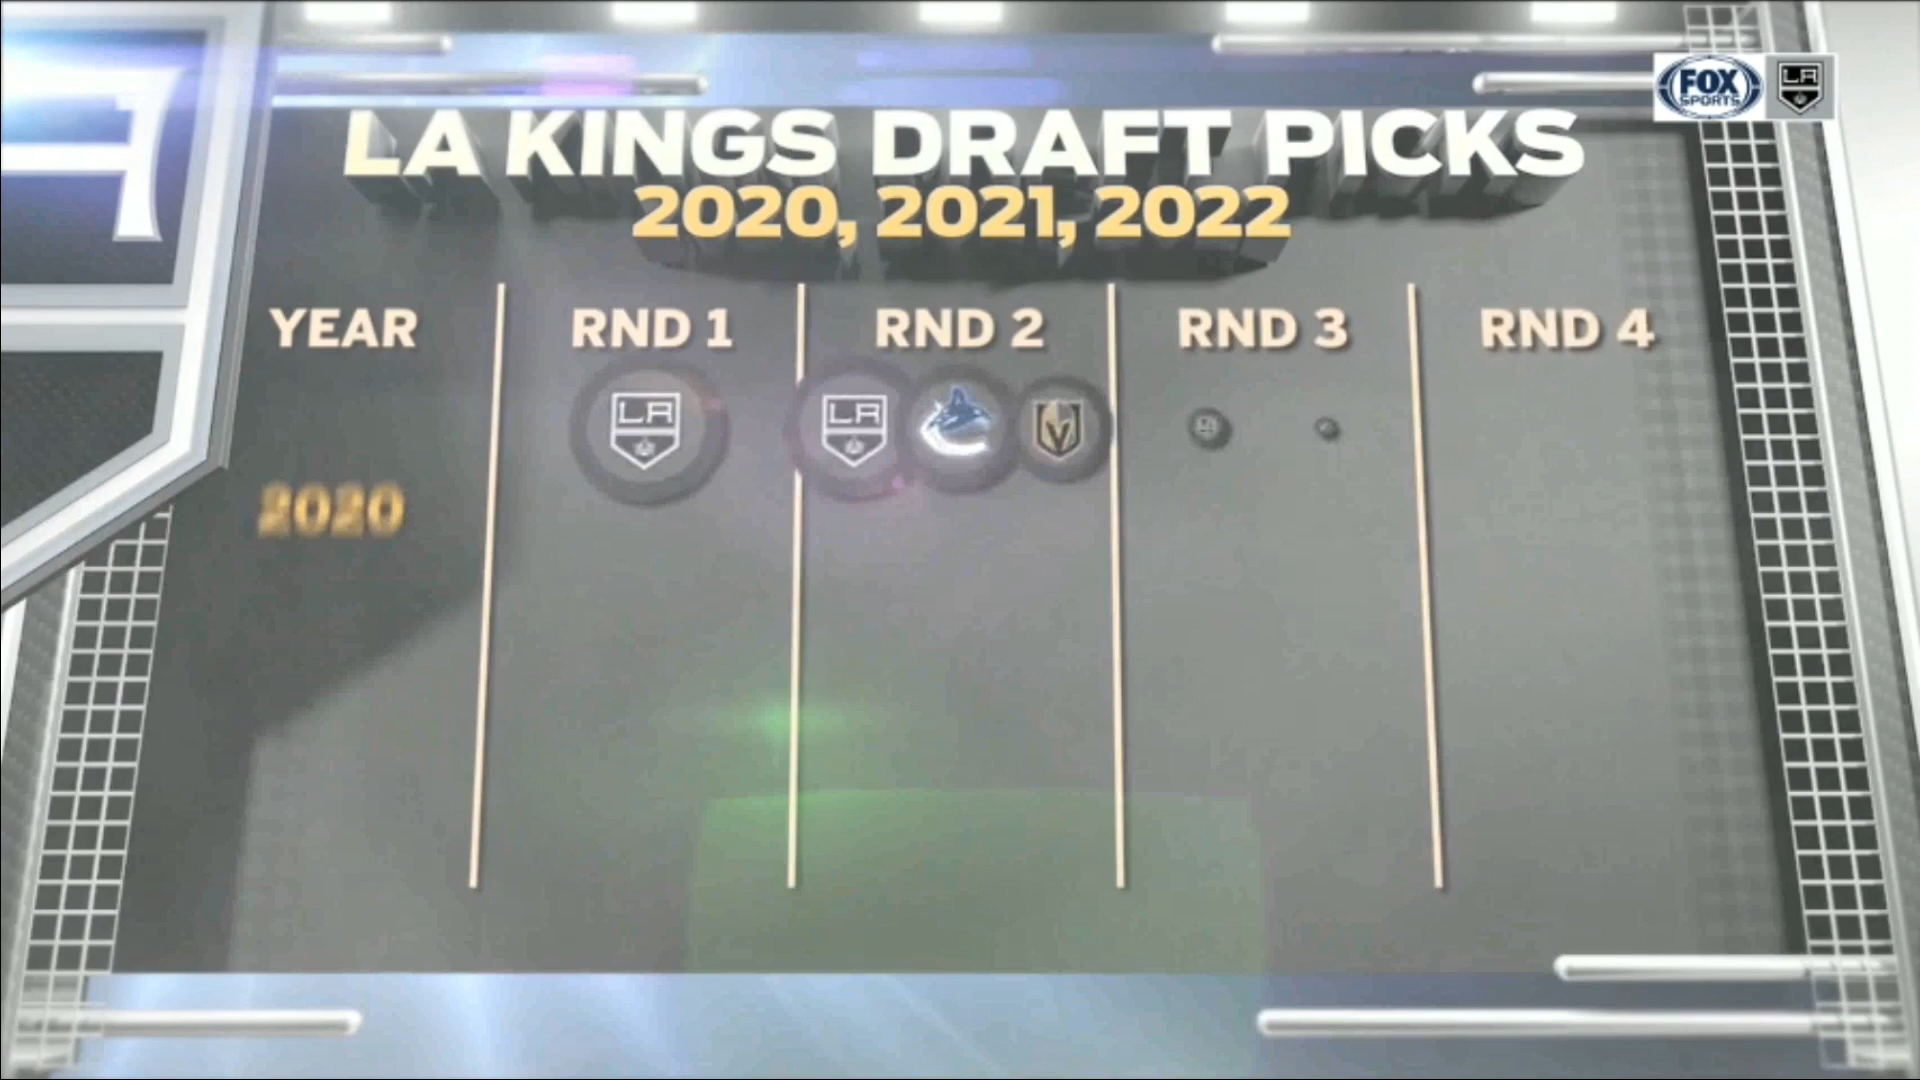 FOX
SPORTS
LA
LA KINGS DRAFT PICKS
2020, 2021, 2022
YEAR
RND 1
RND 2
RND 3
RND 4
LA
LA
V
2020